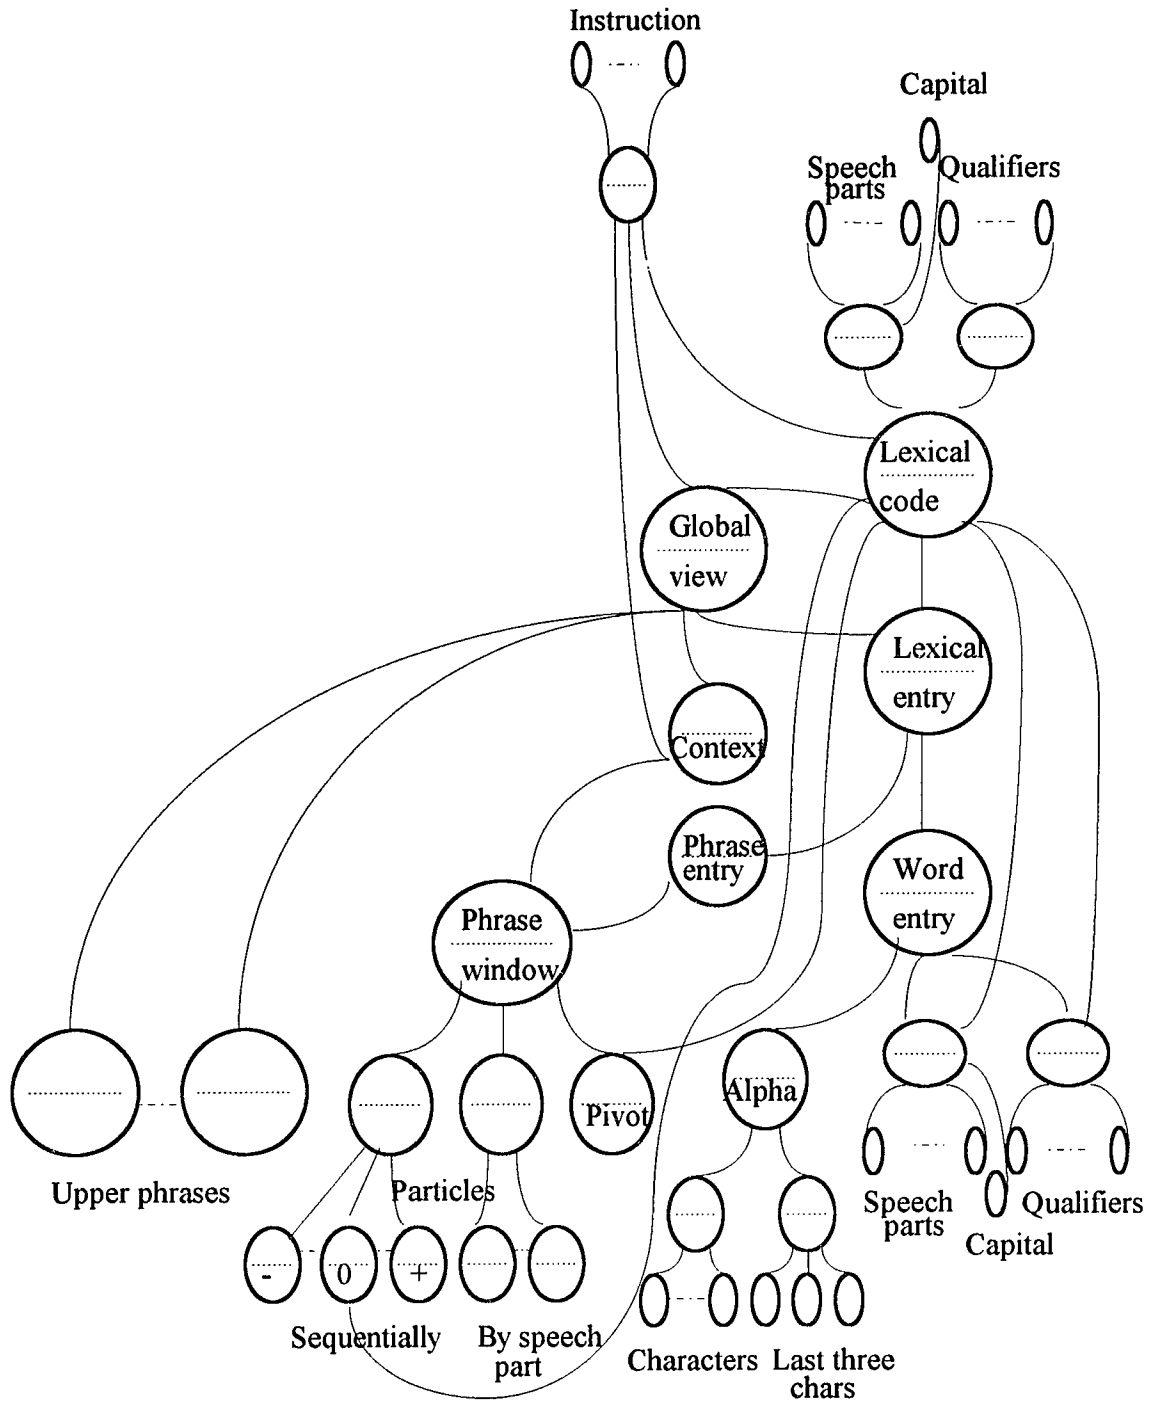 Instruction
Capital
Speech
parts
Qualifiers
Lexical
code
Global
view
Lexical
entry
Context
Phrase
entry
Word
entry
Phrase
window
Pivot
Alpha
Upper phrases
Particles
Speech
parts
Qualifiers
Capital
-
0
+
Sequentially
By speech
part
Characters
Last three
chars